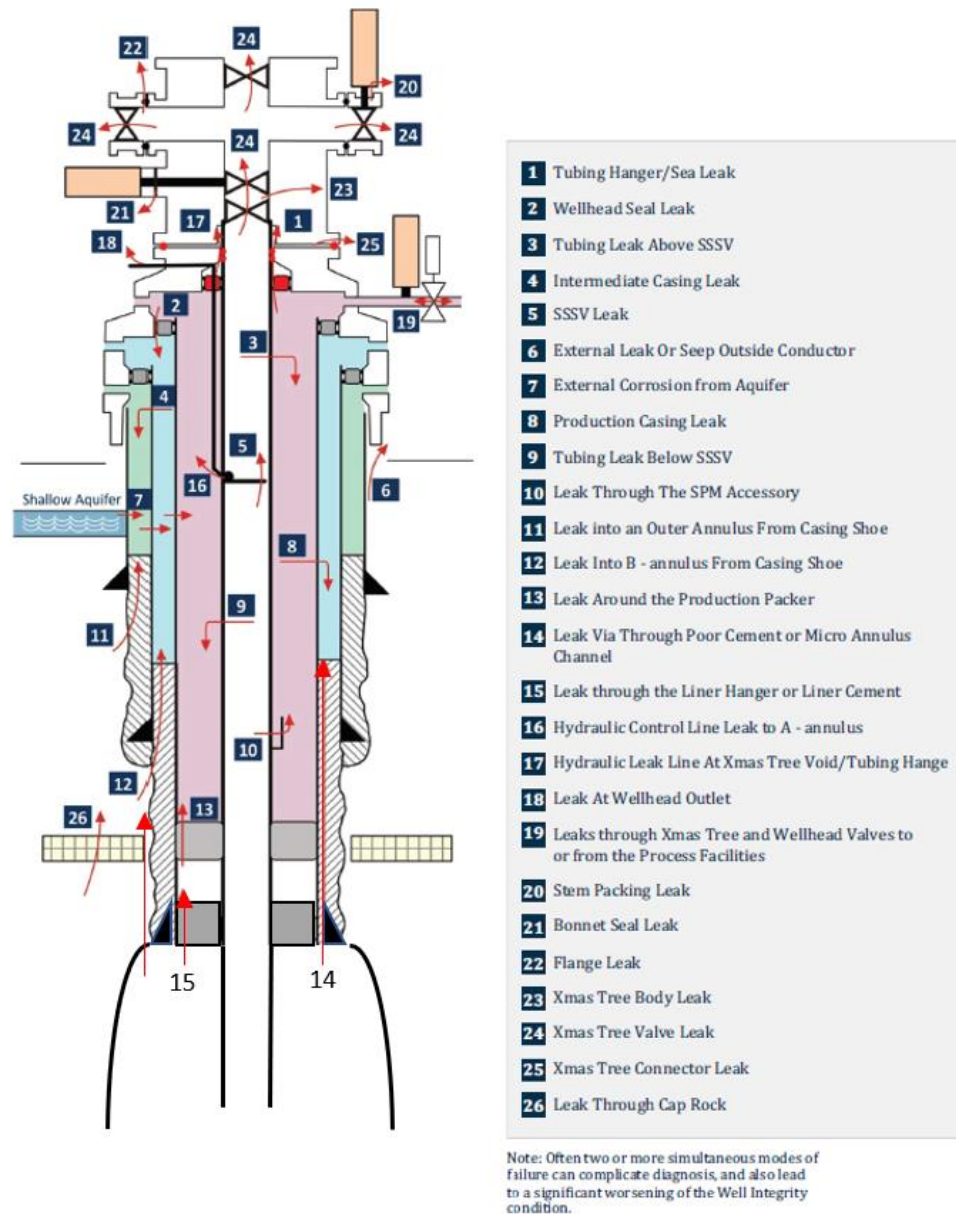 24
22
20
24
24
24
23
21
17
1
18
25
2
19
3
4
5
16
6
Shallow Aquifer
7
8
9
11
10
12
13
26
15
14
1 Tubing Hanger/Sea Leak
2 Wellhead Seal Leak
3 Tubing Leak Above SSSV
4 Intermediate Casing Leak
5 SSSV Leak
6 External Leak Or Seep Outside Conductor
7 External Corrosion from Aquifer
8 Production Casing Leak
9 Tubing Leak Below SSSV
10 Leak Through The SPM Accessory
11 Leak into an Outer Annulus From Casing Shoe
12 Leak Into B - annulus From Casing Shoe
13 Leak Around the Production Packer
14 Leak Via Through Poor Cement or Micro Annulus
Channel
15 Leak through the Liner Hanger or Liner Cement
16 Hydraulic Control Line Leak to A - annulus
17 Hydraulic Leak Line At Xmas Tree Void/Tubing Hange
18 Leak At Wellhead Outlet
19 Leaks through Xmas Tree and Wellhead Valves to
or from the Process Facilities
20 Stem Packing Leak
21 Bonnet Seal Leak
22 Flange Leak
23 Xmas Tree Body Leak
24 Xmas Tree Valve Leak
25 Xmas Tree Connector Leak
26 Leak Through Cap Rock
Note: Often two or more simultaneous modes of
failure can complicate diagnosis, and also lead
to a significant worsening of the Well Integrity
condition.